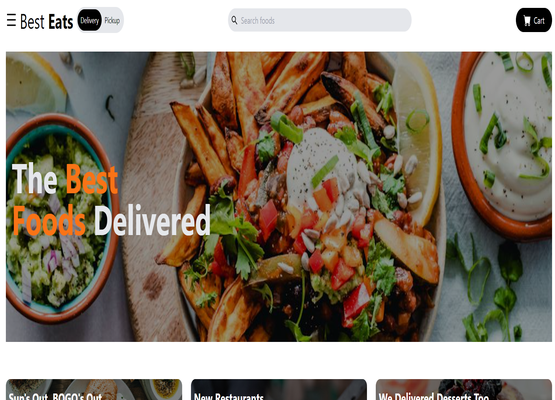 Best Eats
Delivery
Pickup
Search foods
Cart
The Best
Foods Delivered
Sun's Out, BOGO's Out
New Restaurants
We Delivered Desserts Too